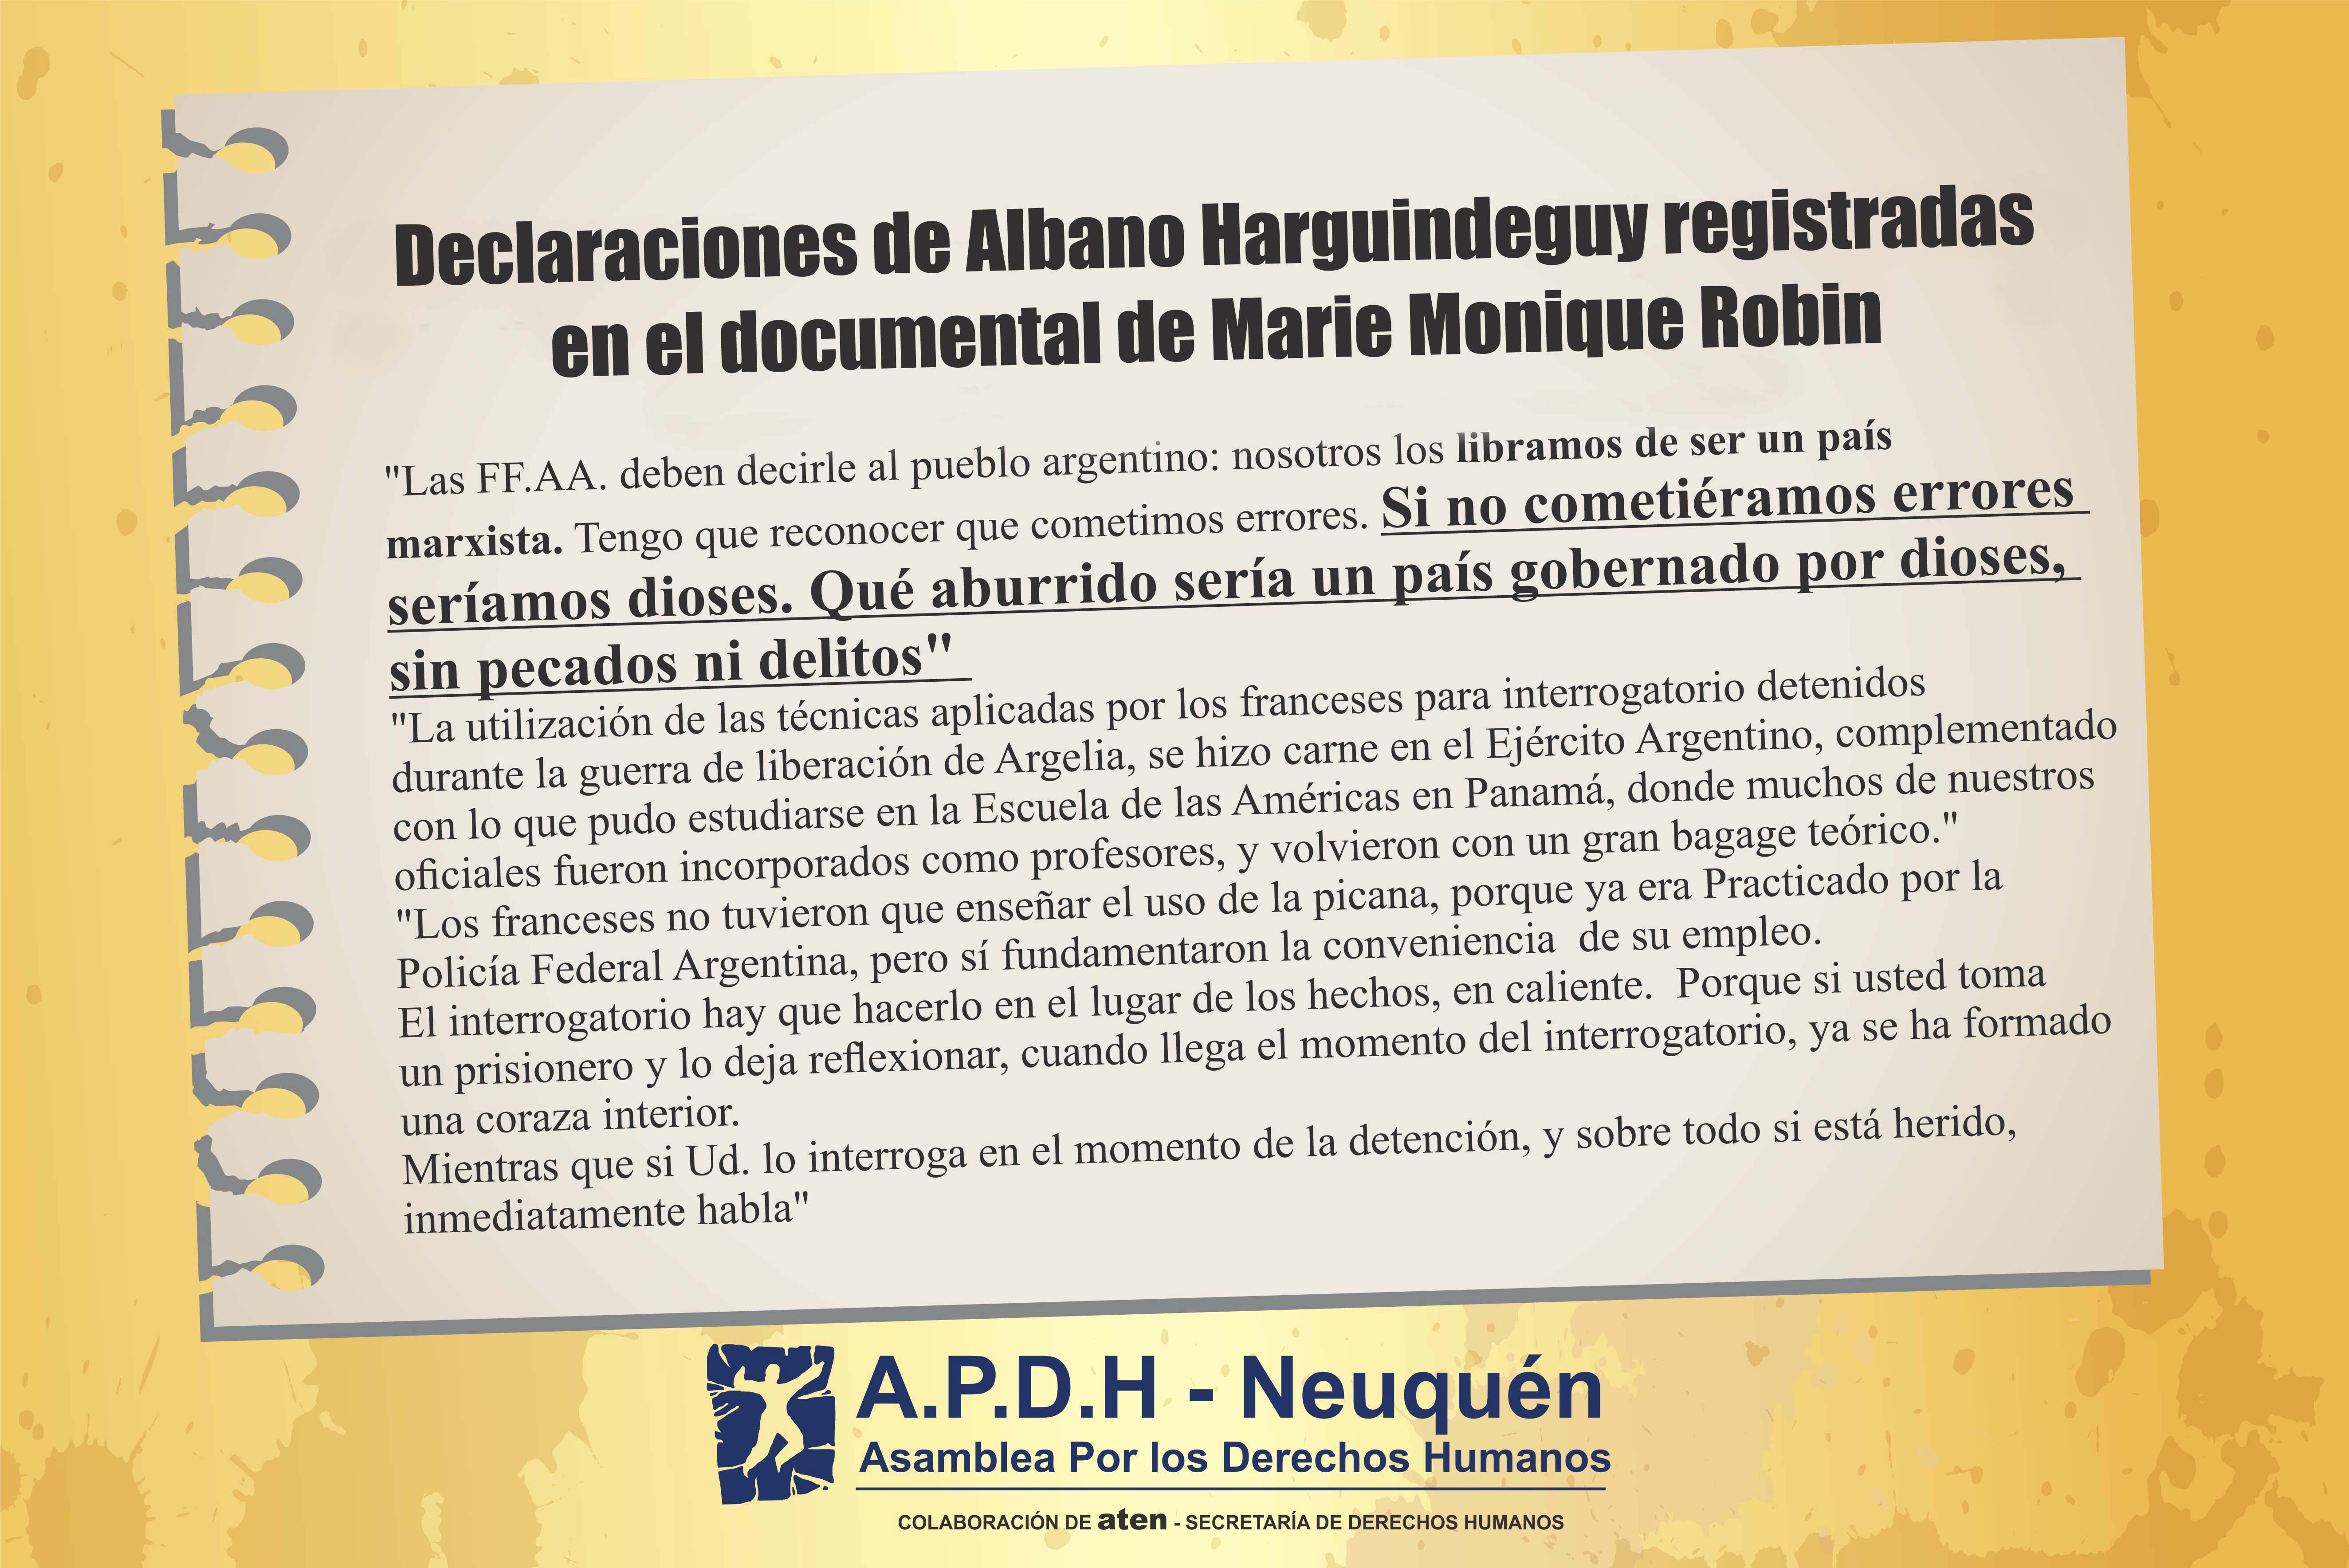 Declaraciones de Albano Harguindeguy registradas
en el documental de Marie Monique Robin
"Las FF.AA. deben decirle al pueblo argentino: nosotros los libramos de ser un país
marxista. Tengo que reconocer que cometimos errores. Si no cometiéramos errores
seríamos dioses. Qué aburrido sería un país gobernado por dioses,
sin pecados ni delitos"
"La utilización de las técnicas aplicadas por los franceses para interrogatorio detenidos
durante la guerra de liberación de Argelia, se hizo carne en el Ejército Argentino, complementado
con lo que pudo estudiarse en la Escuela de las Américas en Panamá, donde muchos de nuestros
oficiales fueron incorporados como profesores, y volvieron con un gran bagage teórico."
"Los franceses no tuvieron que enseñar el uso de la picana, porque ya era Practicado por la
Policía Federal Argentina, pero sí fundamentaron la conveniencia  de su empleo.
El interrogatorio hay que hacerlo en el lugar de los hechos, en caliente.  Porque si usted toma
un prisionero y lo deja reflexionar, cuando llega el momento del interrogatorio, ya se ha formado
una coraza interior.
Mientras que si Ud. lo interroga en el momento de la detención, y sobre todo si está herido,
inmediatamente habla"
A.P.D.H - Neuquén
Asamblea Por los Derechos Humanos
COLABORACIÓN DE aten - SECRETARÍA DE DERECHOS HUMANOS